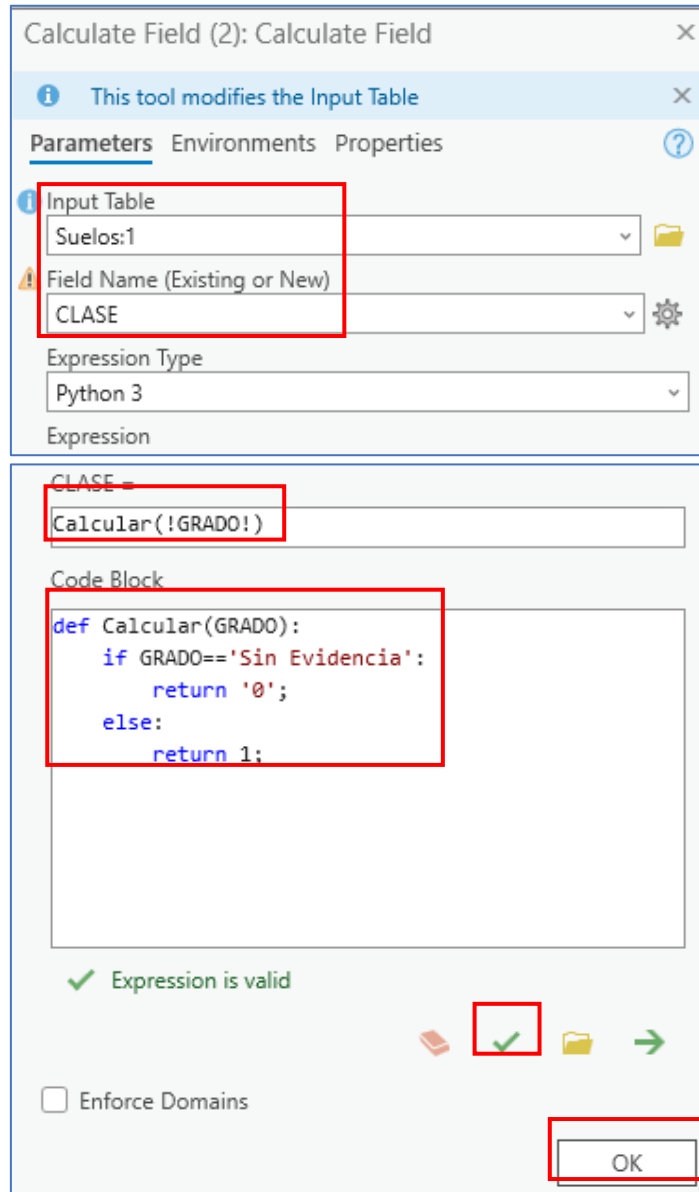 Calculate Field (2): Calculate Field
This tool modifies the Input Table
Parameters Environments Properties
Input Table
Suelos:1
Field Name (Existing or New)
CLASE
Expression Type
Python 3
Expression
CLASE =
Calcular(!GRADO!)
Code Block
def Calcular(GRADO):
    if GRADO=='Sin Evidencia':
        return '0';
    else:
        return 1;
Expression is valid
Enforce Domains
OK